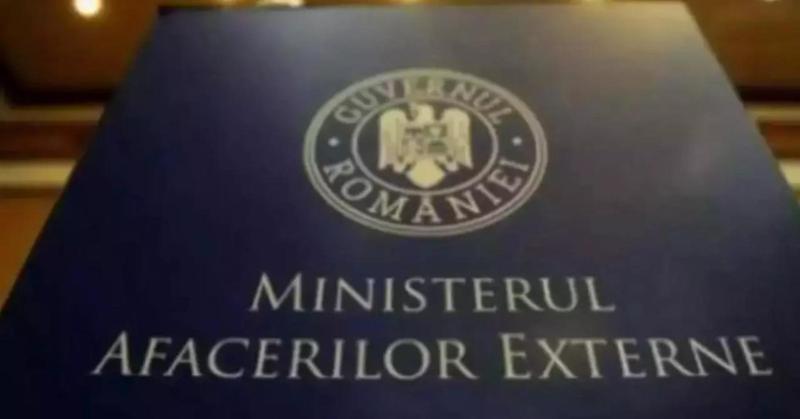 GUVERNUL
ROMÂNIEI
MINISTERUL
AFACERILOR EXTERNE